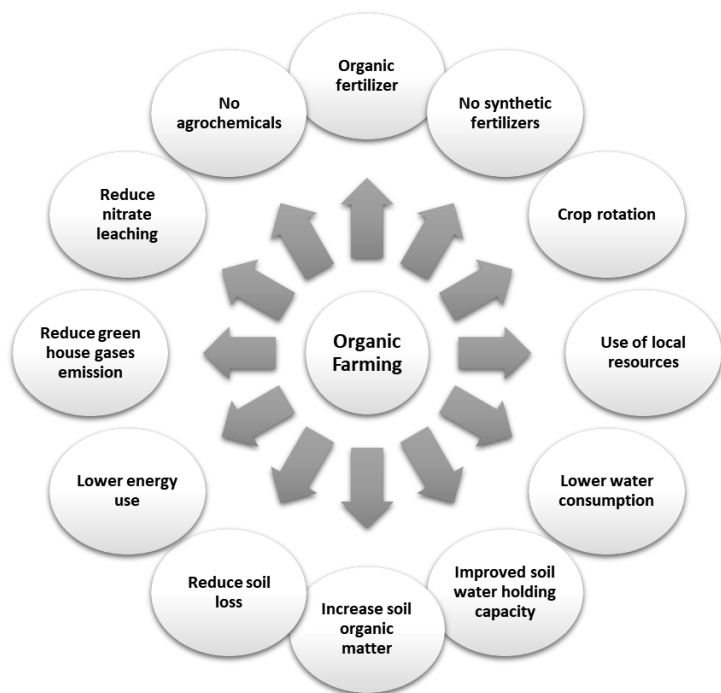 Organic
fertilizer
No synthetic
fertilizers
Crop rotation
Use of local
resources
Lower water
consumption
Improved soil
water holding
capacity
Increase soil
organic
matter
Reduce soil
loss
Lower energy
use
Reduce green
house gases
emission
Reduce
nitrate
leaching
No
agrochemicals
Organic
Farming